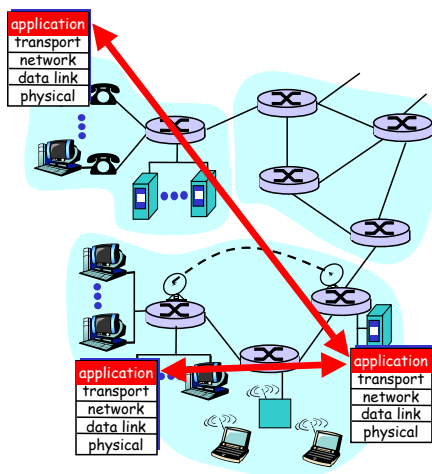 application
transport
network
data link
physical
application
transport
network
data link
physical
application
transport
network
data link
physical